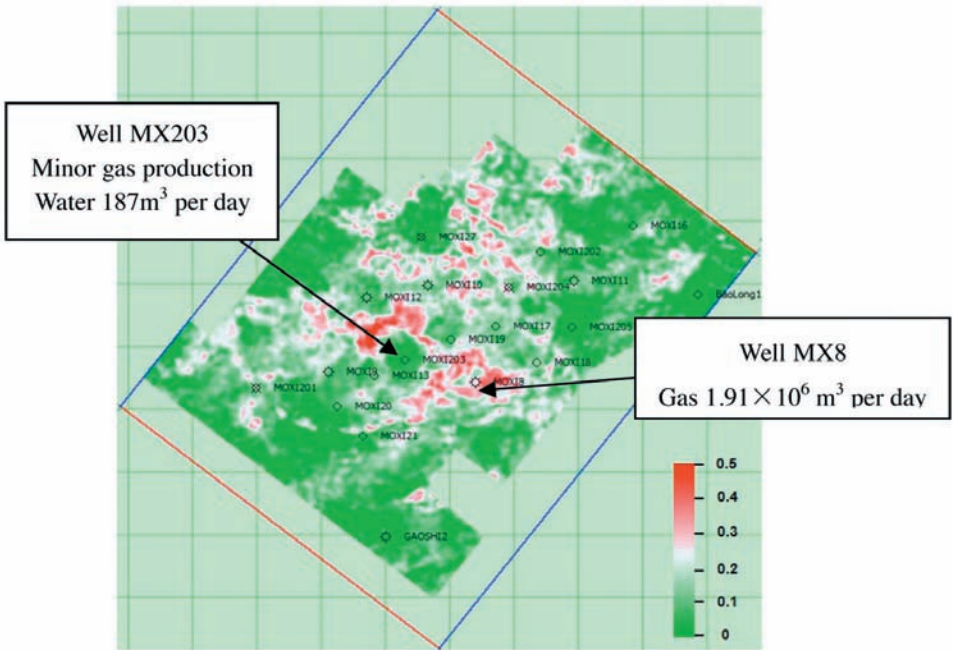 Well MX203
Minor gas production
Water 187m³ per day
MOXI16
MOXI27
MOXI202
MOXI11
MOXI10
MOXI204
BaoLong1
MOXI12
MOXI17
MOXI205
MOXI19
MOXI203
MOXI18
Well MX8
Gas 1.91×10⁶ m³ per day
MOXI9
MOXI13
MOXI8
MOXI201
MOXI20
MOXI21
0.5
0.4
0.3
0.2
0.1
0
GAOSHI2